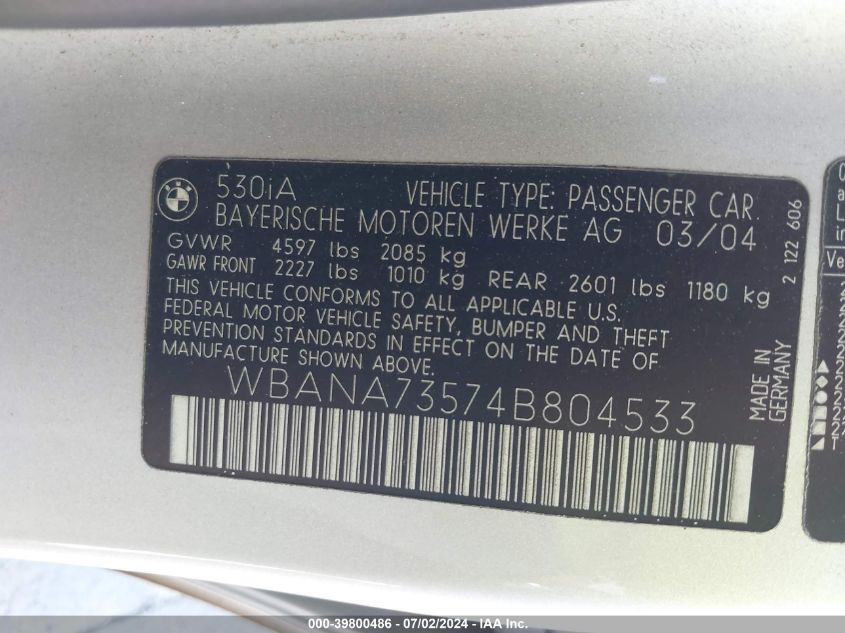 530iA VEHICLE TYPE: PASSENGER CAR
BAYERISCHE MOTOREN WERKE AG 03/04
GVWR 4597 lbs 2085 kg
GAWR FRONT 2227 lbs 1010 kg REAR 2601 lbs 1180 kg
THIS VEHICLE CONFORMS TO ALL APPLICABLE U.S.
FEDERAL MOTOR VEHICLE SAFETY, BUMPER AND THEFT
PREVENTION STANDARDS IN EFFECT ON THE DATE OF
MANUFACTURE SHOWN ABOVE.
WBANA73574B804533
2 122 606
MADE IN
GERMANY
000-39800486 - 07/02/2024 - IAA Inc.